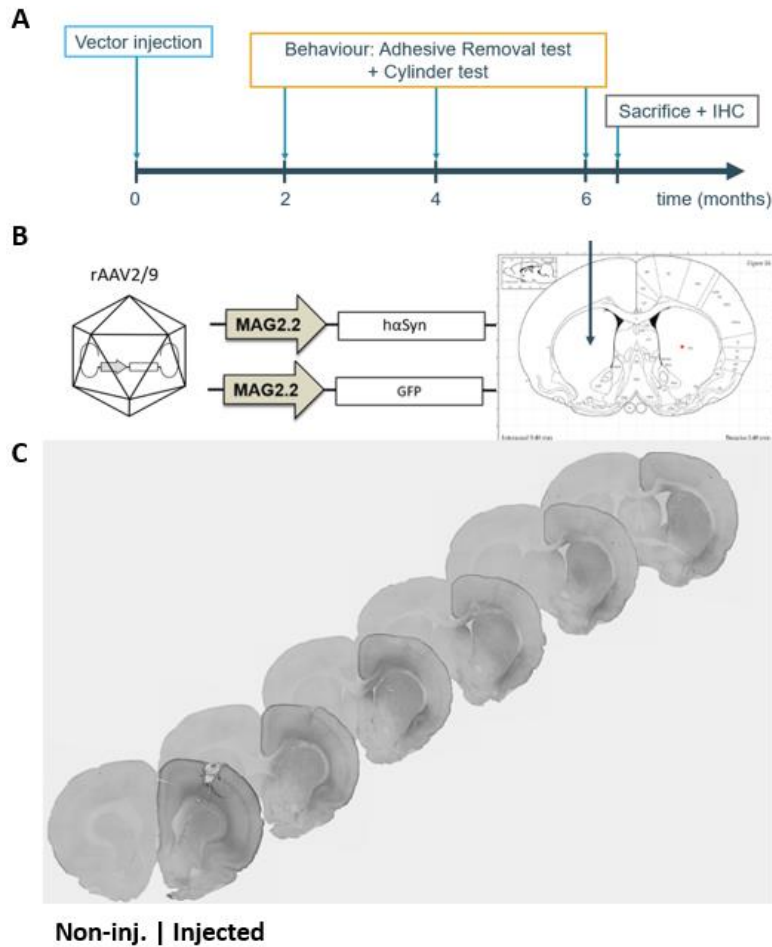 A
Vector injection
Behaviour: Adhesive Removal test
+ Cylinder test
Sacrifice + IHC
0
2
4
6
time (months)
B
rAAV2/9
MAG2.2
hαSyn
MAG2.2
GFP
C
Non-inj. | Injected